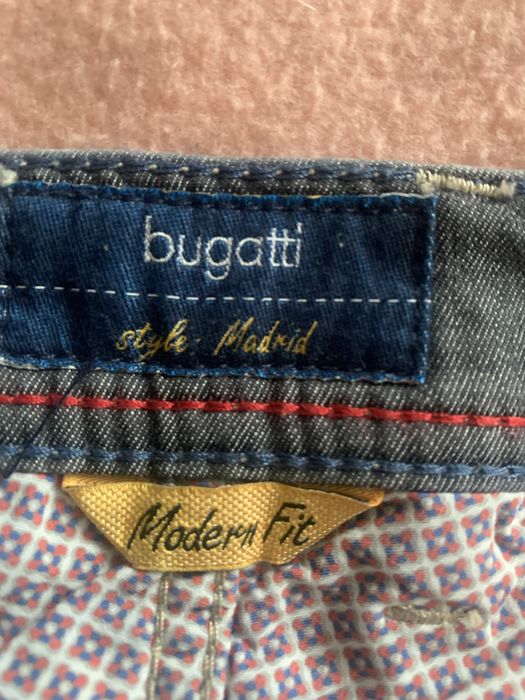 bugatti
style: Madrid
Modern Fit